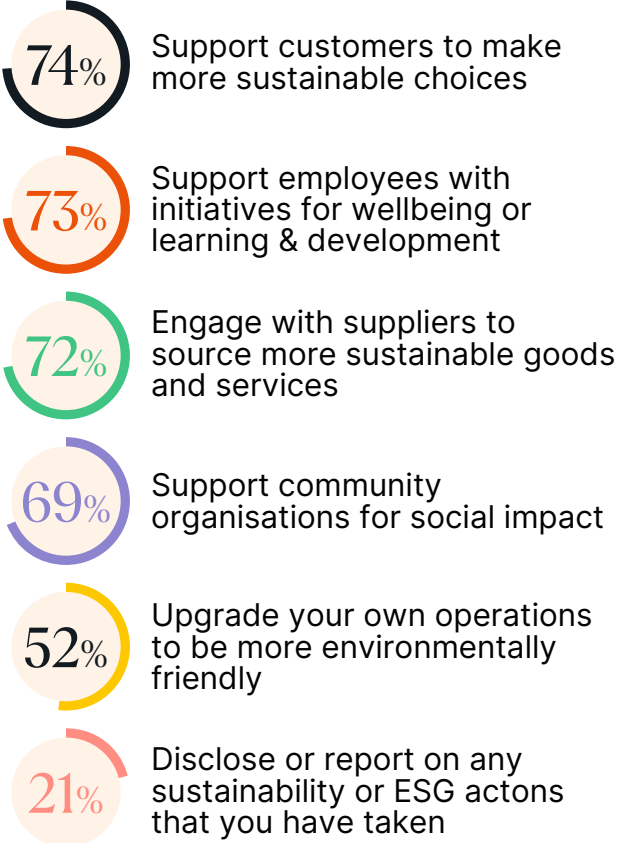 74%
Support customers to make
more sustainable choices
73%
Support employees with
initiatives for wellbeing or
learning & development
72%
Engage with suppliers to
source more sustainable goods
and services
69%
Support community
organisations for social impact
52%
Upgrade your own operations
to be more environmentally
friendly
21%
Disclose or report on any
sustainability or ESG actons
that you have taken